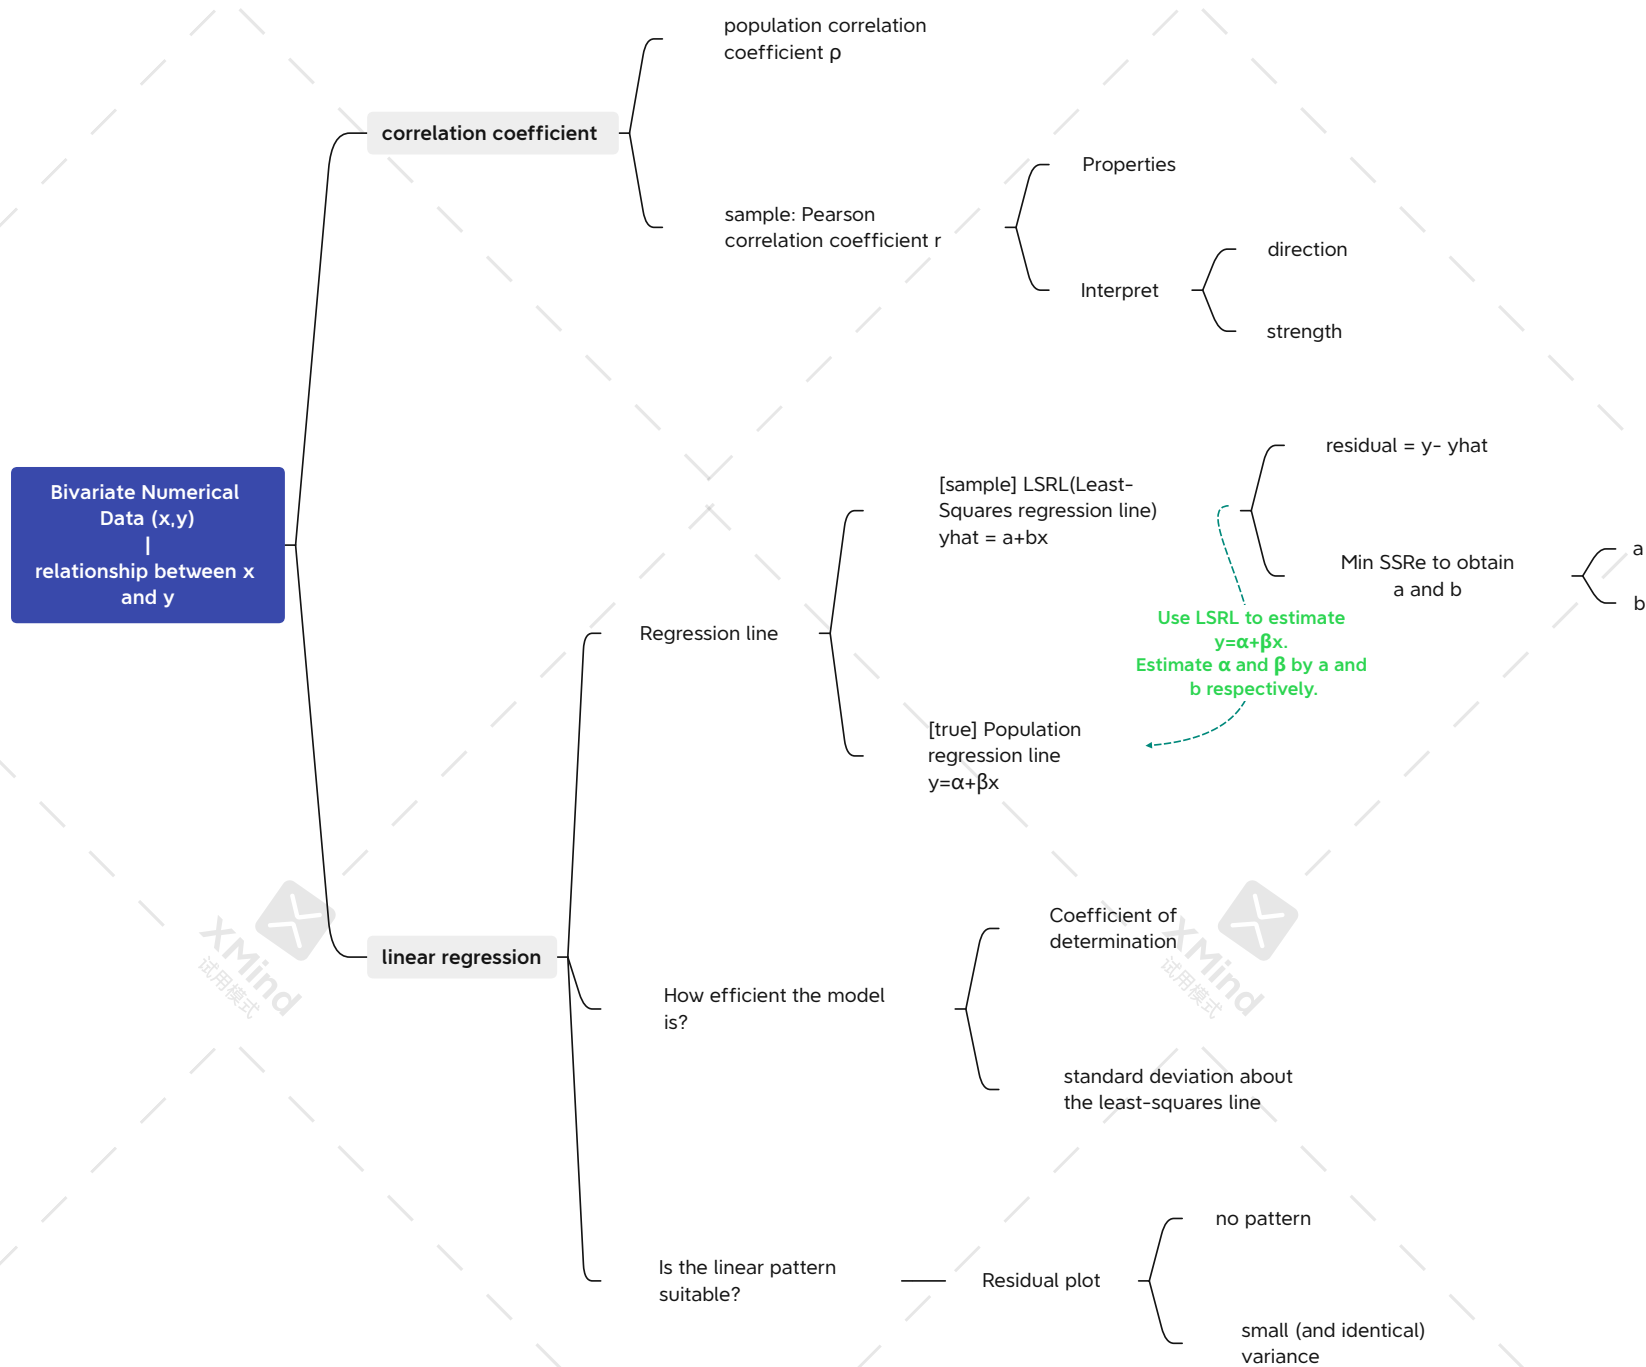 population correlation
coefficient ρ
correlation coefficient
Properties
sample: Pearson
correlation coefficient r
direction
Interpret
strength
residual = y- yhat
[sample] LSRL(Least-
Squares regression line)
yhat = a+bx
Bivariate Numerical
Data (x,y)
|
relationship between x
and y
Min SSRe to obtain
a and b
a
b
Use LSRL to estimate
y=α+βx.
Estimate α and β by a and
b respectively.
Regression line
[true] Population
regression line
y=α+βx
Coefficient of
determination
linear regression
How efficient the model
is?
standard deviation about
the least-squares line
no pattern
Is the linear pattern
suitable?
Residual plot
small (and identical)
variance
XMind
试用模式
XMind
试用模式